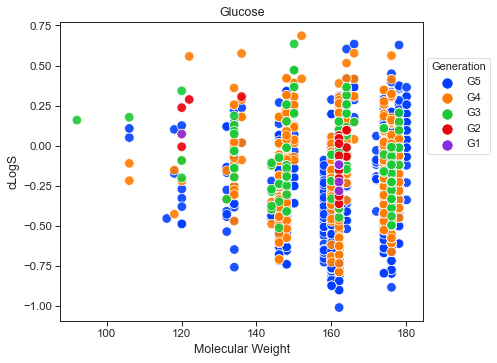 Glucose
0.75
0.50
0.25
0.00
−0.25
−0.50
−0.75
−1.00
cLogS
100
120
140
160
180
Molecular Weight
Generation
G5
G4
G3
G2
G1